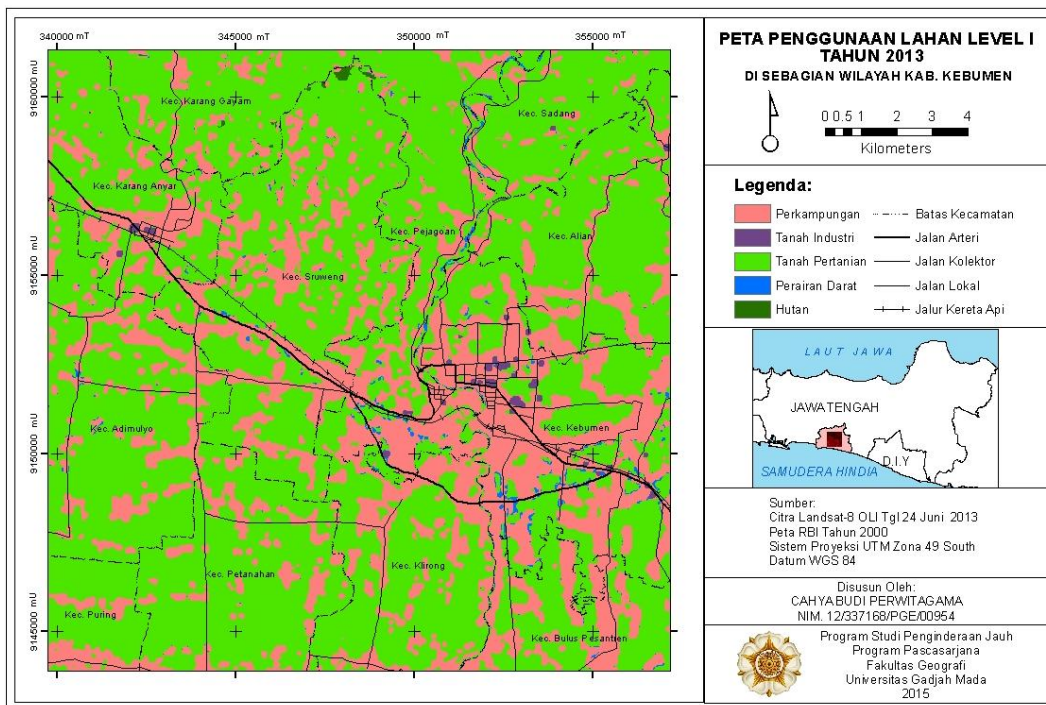 340000 mT
345000 mT
350000 mT
355000 mT
9160000 mU
9155000 mU
9150000 mU
9145000 mU
Kec. Karang Gayam
Kec. Sadang
Kec. Karang Anyar
Kec. Pejagoan
Kec. Alian
Kec. Sruweng
Kec. Adimulyo
Kec. Kebumen
Kec. Petanahan
Kec. Klirong
Kec. Puring
Kec. Bulus Pesantren
340000
345000
350000
355000
PETA PENGGUNAAN LAHAN LEVEL I
TAHUN 2013
DI SEBAGIAN WILAYAH KAB. KEBUMEN
0 0.5 1 2 3 4
Kilometers
Legenda:
Perkampungan
Tanah Industri
Tanah Pertanian
Perairan Darat
Hutan
Batas Kecamatan
Jalan Arteri
Jalan Kolektor
Jalan Lokal
Jalur Kereta Api
LAUT JAWA
JAWA TENGAH
D.I.Y
SAMUDERA HINDIA
Sumber:
Citra Landsat-8 OLI Tgl 24 Juni 2013
Peta RBI Tahun 2000
Sistem Proyeksi UTM Zona 49 South
Datum WGS 84
Disusun Oleh:
CAHYA BUDI PERWITAGAMA
NIM. 12/337168/PGE/00954
Program Studi Penginderaan Jauh
Program Pascasarjana
Fakultas Geografi
Universitas Gadjah Mada
2015